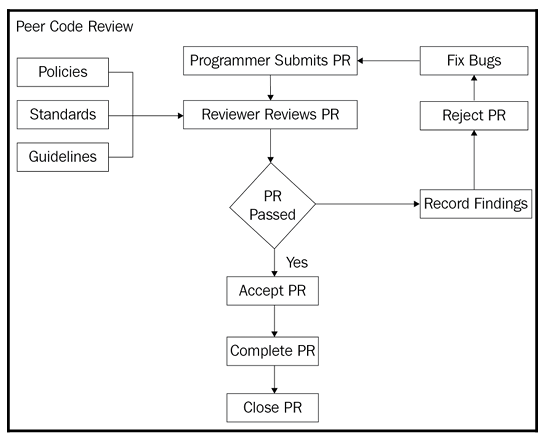 Peer Code Review
Policies
Standards
Guidelines
Programmer Submits PR
Reviewer Reviews PR
PR
Passed
Yes
Accept PR
Complete PR
Close PR
Fix Bugs
Reject PR
Record Findings